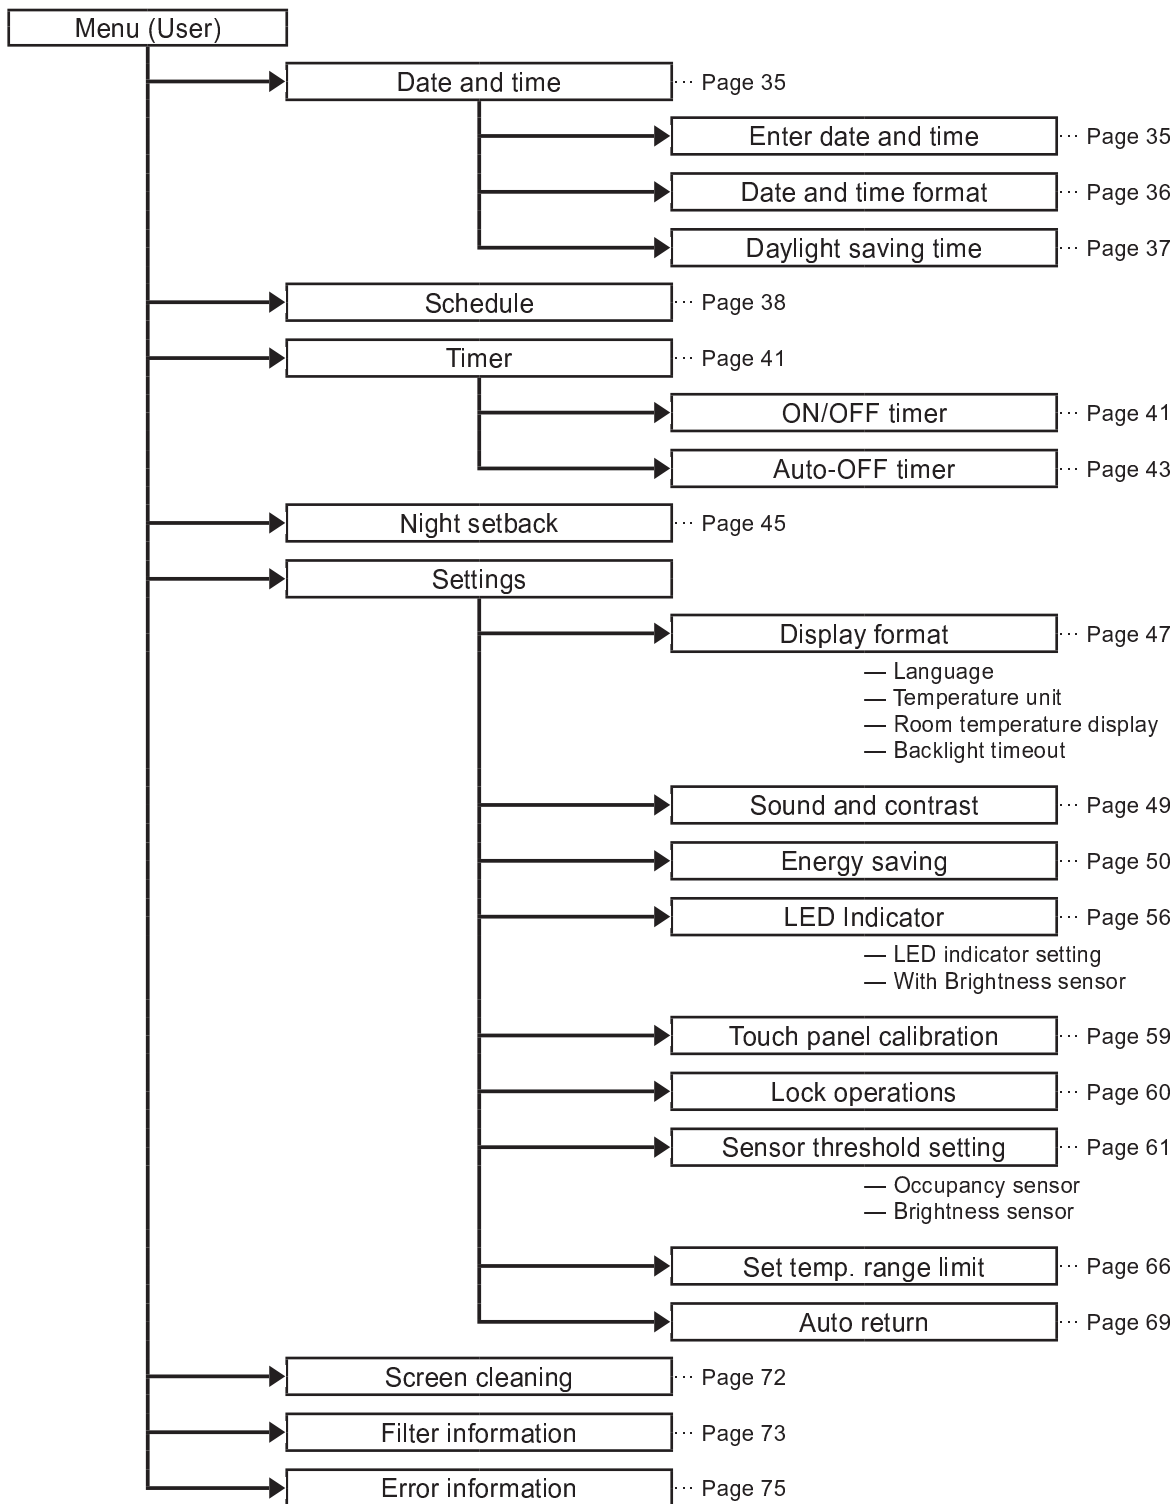 Menu (User)
Date and time ··· Page 35
Enter date and time ··· Page 35
Date and time format ··· Page 36
Daylight saving time ··· Page 37
Schedule ··· Page 38
Timer ··· Page 41
ON/OFF timer ··· Page 41
Auto-OFF timer ··· Page 43
Night setback ··· Page 45
Settings
Display format ··· Page 47
— Language
— Temperature unit
— Room temperature display
— Backlight timeout
Sound and contrast ··· Page 49
Energy saving ··· Page 50
LED Indicator ··· Page 56
— LED indicator setting
— With Brightness sensor
Touch panel calibration ··· Page 59
Lock operations ··· Page 60
Sensor threshold setting ··· Page 61
— Occupancy sensor
— Brightness sensor
Set temp. range limit ··· Page 66
Auto return ··· Page 69
Screen cleaning ··· Page 72
Filter information ··· Page 73
Error information ··· Page 75